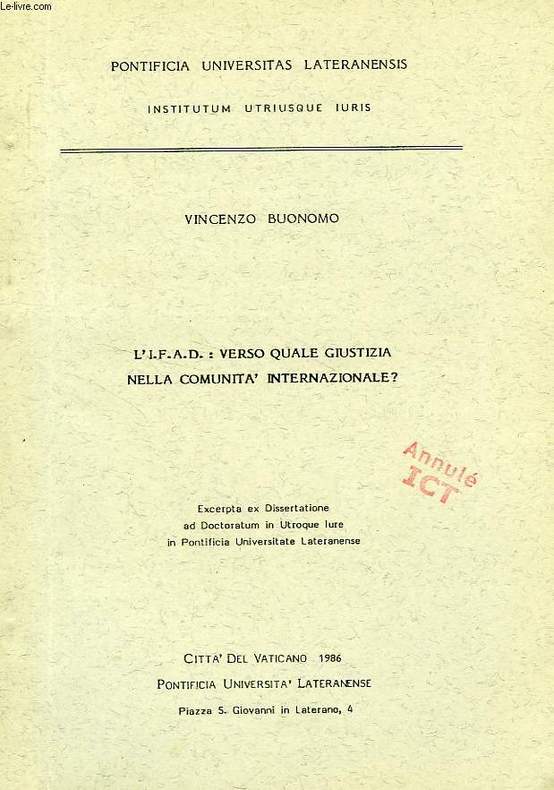 Le-livre.com
PONTIFICIA UNIVERSITAS LATERANENSIS
INSTITUTUM UTRIUSQUE IURIS
VINCENZO BUONOMO
L' I.F.A.D. : VERSO QUALE GIUSTIZIA
NELLA COMUNITA' INTERNAZIONALE?
Annulé
ICT
Excerpta ex Dissertatione
ad Doctoratum in Utroque Iure
in Pontificia Universitate Lateranense
CITTA' DEL VATICANO 1986
PONTIFICIA UNIVERSITA' LATERANENSE
Piazza S. Giovanni in Laterano, 4